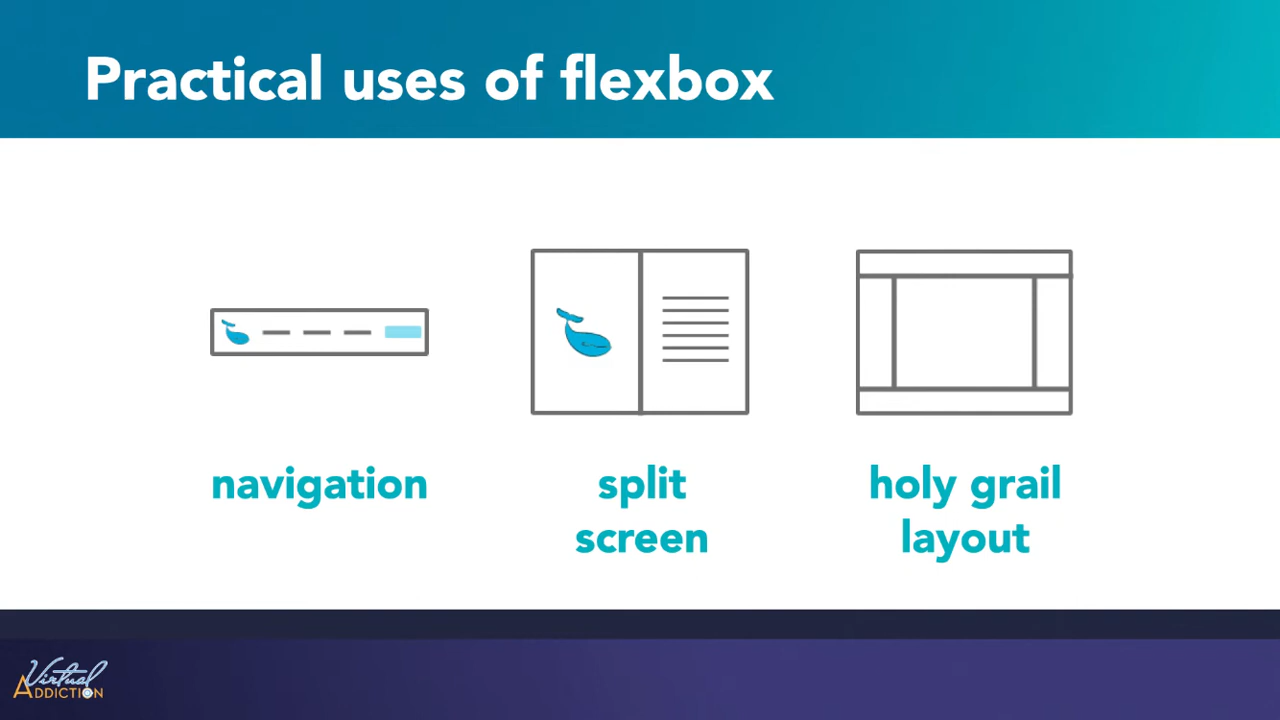 Practical uses of flexbox
navigation
split
screen
holy grail
layout
Virtual
ADDICTION